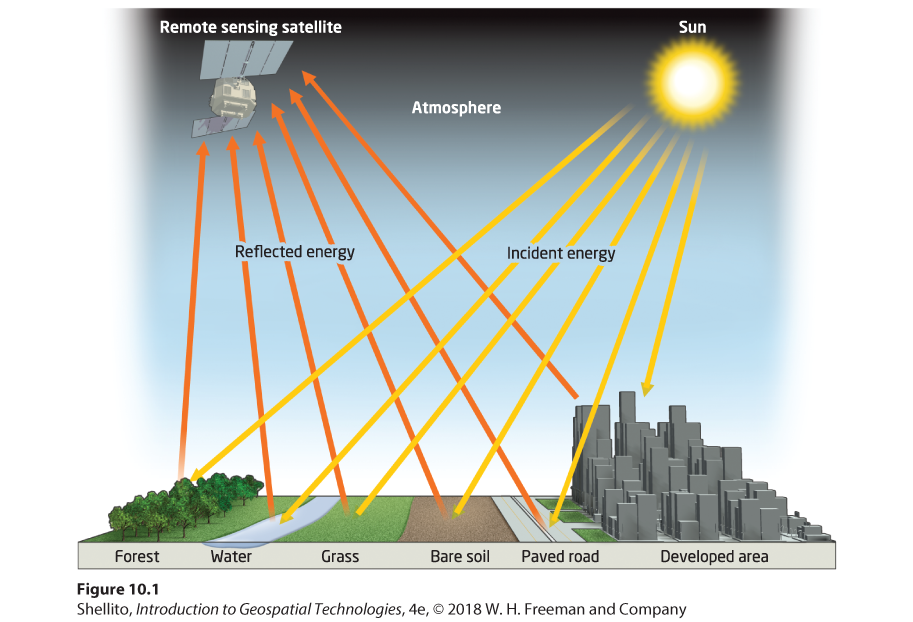 Remote sensing satellite
Sun
Atmosphere
Reflected energy
Incident energy
Forest
Water
Grass
Bare soil
Paved road
Developed area
Figure 10.1
Shellito, Introduction to Geospatial Technologies, 4e, © 2018 W. H. Freeman and Company